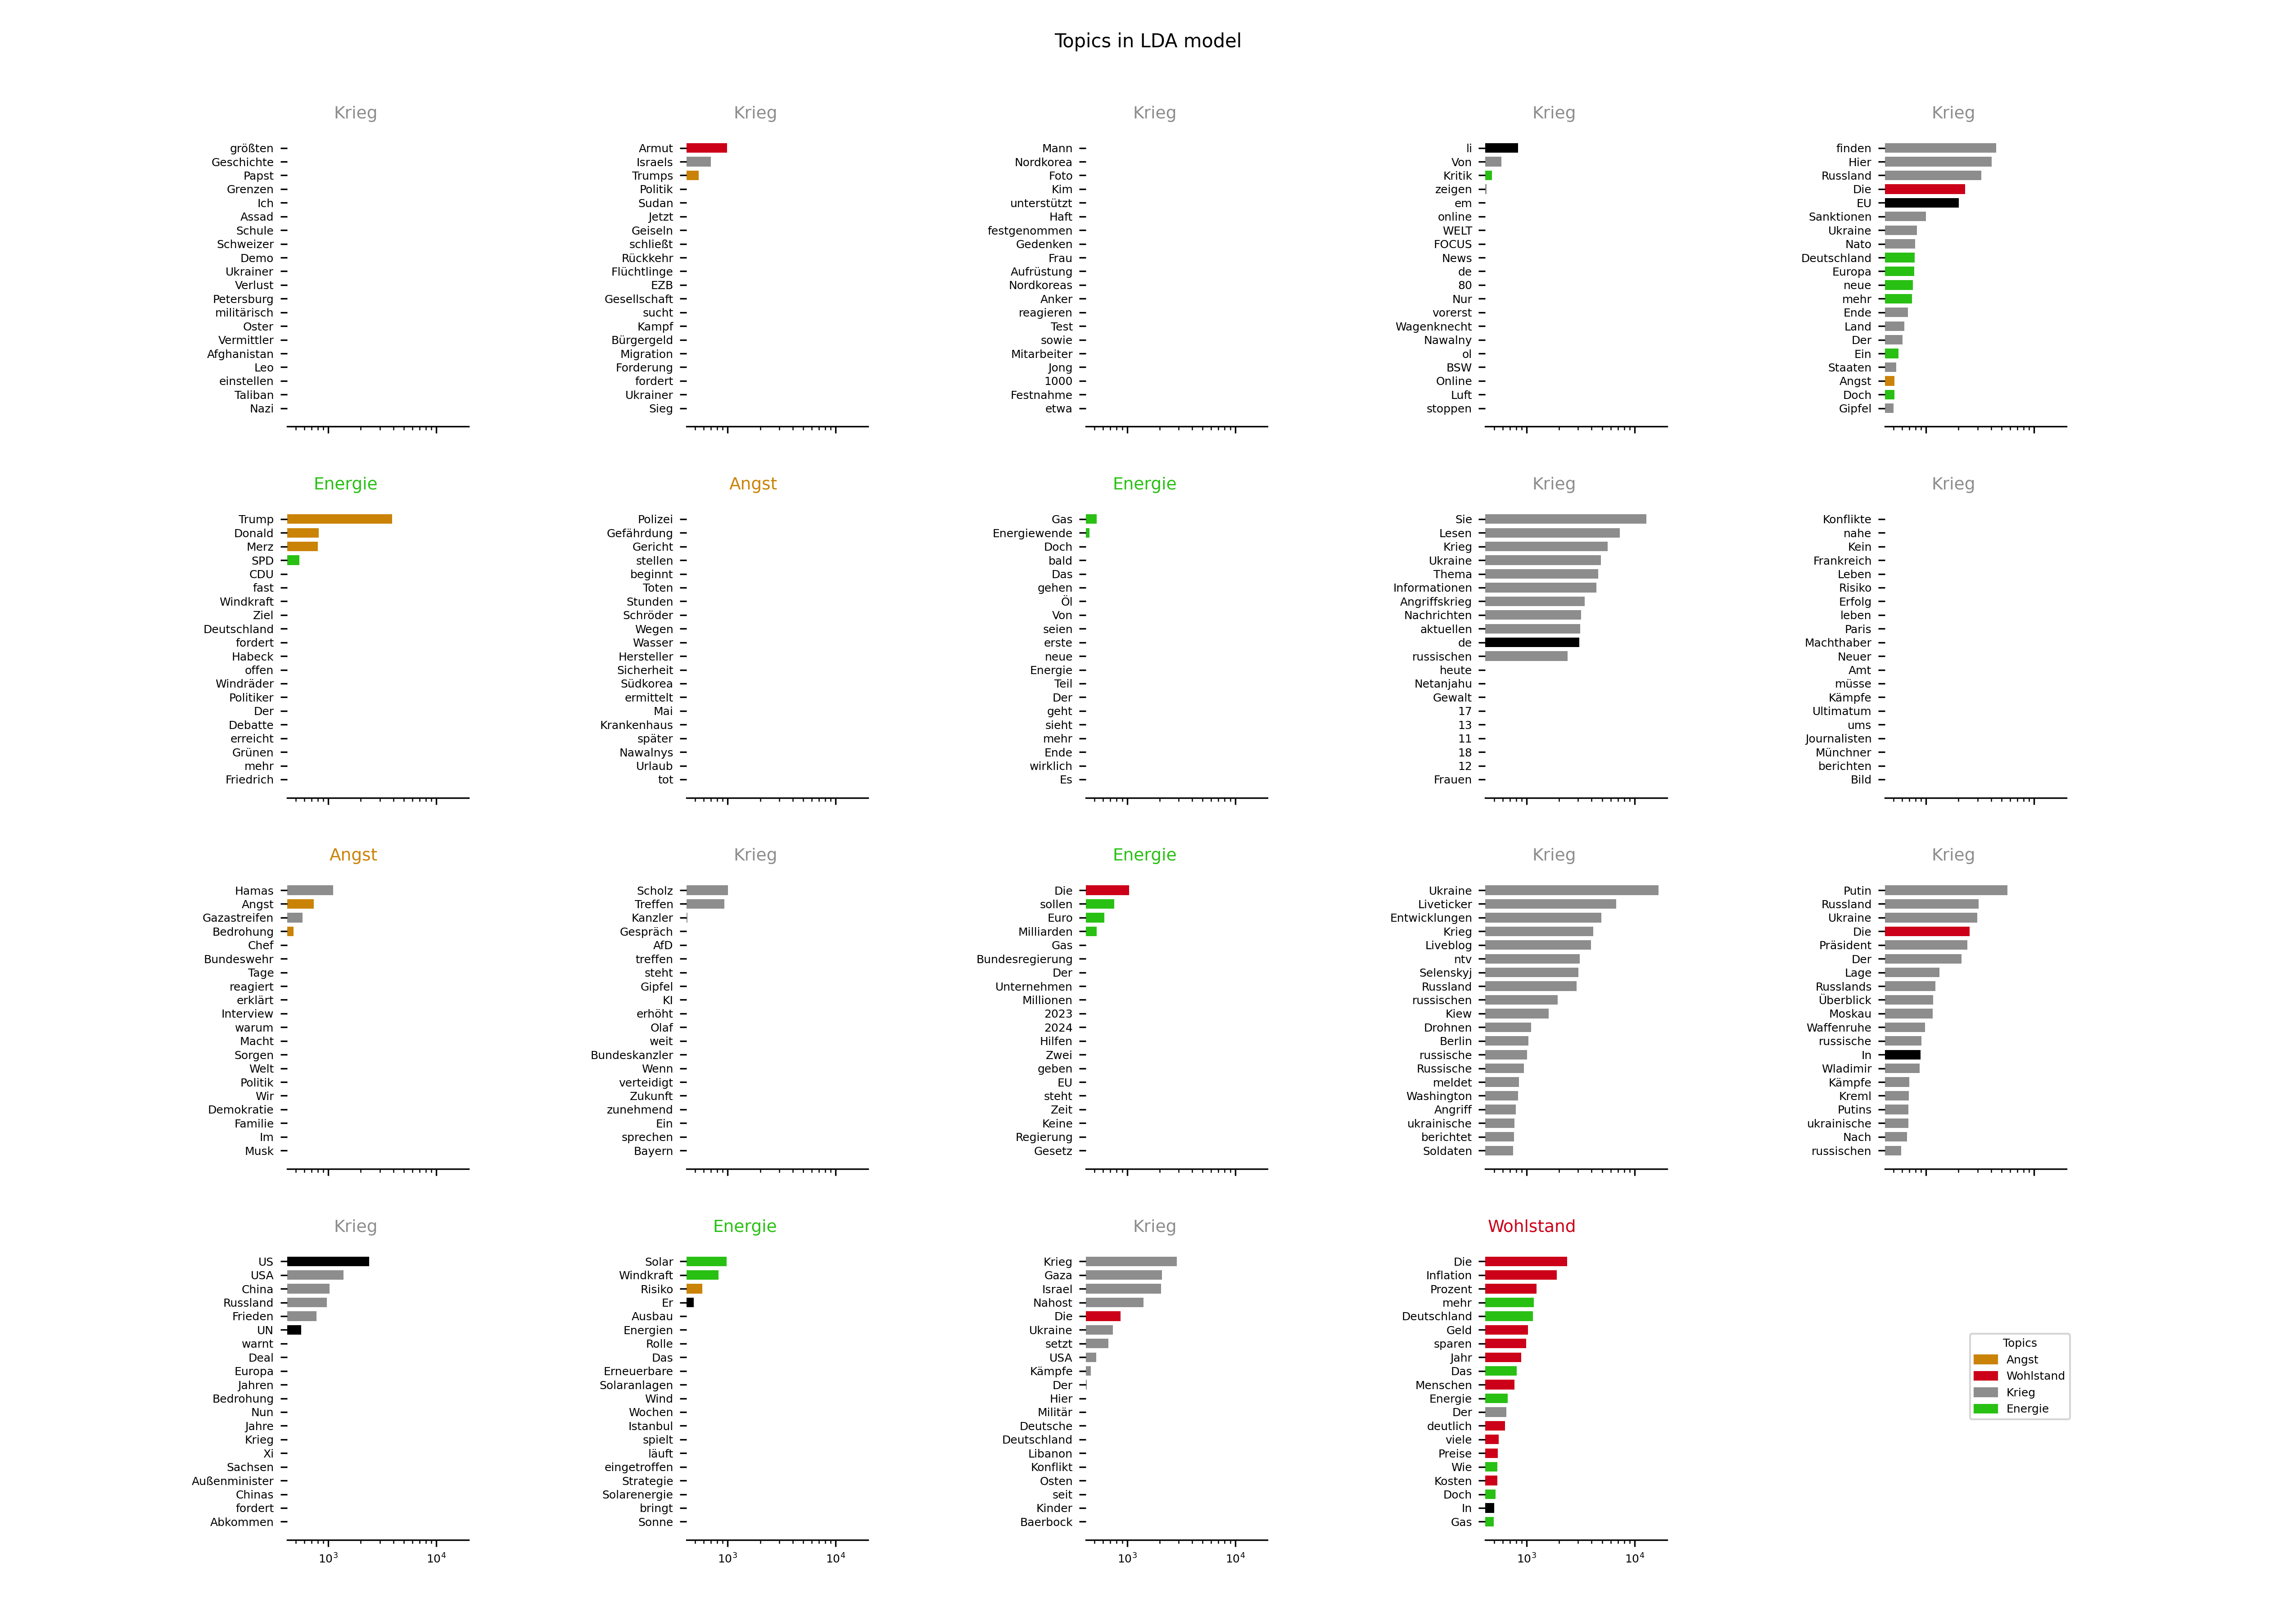 Topics in LDA model
Krieg
größten
Geschichte
Papst
Grenzen
Ich
Assad
Schule
Schweizer
Demo
Ukrainer
Verlust
Petersburg
militärisch
Oster
Vermittler
Afghanistan
Leo
einstellen
Taliban
Nazi
Krieg
Armut
Israels
Trumps
Politik
Sudan
Jetzt
Geiseln
schließt
Rückkehr
Flüchtlinge
EZB
Gesellschaft
sucht
Kampf
Bürgergeld
Migration
Forderung
fordert
Ukrainer
Sieg
Krieg
Mann
Nordkorea
Foto
Kim
unterstützt
Haft
festgenommen
Gedenken
Frau
Aufrüstung
Nordkoreas
Anker
reagieren
Test
sowie
Mitarbeiter
Jong
1000
Festnahme
etwa
Krieg
li
Von
Kritik
zeigen
em
online
WELT
FOCUS
News
de
80
Nur
vorerst
Wagenknecht
Nawalny
ol
BSW
Online
Luft
stoppen
Krieg
finden
Hier
Russland
Die
EU
Sanktionen
Ukraine
Nato
Deutschland
Europa
neue
mehr
Ende
Land
Der
Ein
Staaten
Angst
Doch
Gipfel
Energie
Trump
Donald
Merz
SPD
CDU
fast
Windkraft
Ziel
Deutschland
fordert
Habeck
offen
Windräder
Politiker
Der
Debatte
erreicht
Grünen
mehr
Friedrich
Angst
Polizei
Gefährdung
Gericht
stellen
beginnt
Toten
Stunden
Schröder
Wegen
Wasser
Hersteller
Sicherheit
Südkorea
ermittelt
Mai
Krankenhaus
später
Nawalnys
Urlaub
tot
Energie
Gas
Energiewende
Doch
bald
Das
gehen
Öl
Von
seien
erste
neue
Energie
Teil
Der
geht
sieht
mehr
Ende
wirklich
Es
Krieg
Sie
Lesen
Krieg
Ukraine
Thema
Informationen
Angriffskrieg
Nachrichten
aktuellen
de
russischen
heute
Netanjahu
Gewalt
17
13
11
18
12
Frauen
Krieg
Konflikte
nahe
Kein
Frankreich
Leben
Risiko
Erfolg
leben
Paris
Machthaber
Neuer
Amt
müsse
Kämpfe
Ultimatum
ums
Journalisten
Münchner
berichten
Bild
Angst
Hamas
Angst
Gazastreifen
Bedrohung
Chef
Bundeswehr
Tage
reagiert
erklärt
Interview
warum
Macht
Sorgen
Welt
Politik
Wir
Demokratie
Familie
Im
Musk
Krieg
Scholz
Treffen
Kanzler
Gespräch
AfD
treffen
steht
Gipfel
KI
erhöht
Olaf
weit
Bundeskanzler
Wenn
verteidigt
Zukunft
zunehmend
Ein
sprechen
Bayern
Energie
Die
sollen
Euro
Milliarden
Gas
Bundesregierung
Der
Unternehmen
Millionen
2023
2024
Hilfen
Zwei
geben
EU
steht
Zeit
Keine
Regierung
Gesetz
Krieg
Ukraine
Liveticker
Entwicklungen
Krieg
Liveblog
ntv
Selenskyj
Russland
russischen
Kiew
Drohnen
Berlin
russische
Russische
meldet
Washington
Angriff
ukrainische
berichtet
Soldaten
Krieg
Putin
Russland
Ukraine
Die
Präsident
Der
Lage
Russlands
Überblick
Moskau
Waffenruhe
russische
In
Wladimir
Kämpfe
Kreml
Putins
ukrainische
Nach
russischen
Krieg
US
USA
China
Russland
Frieden
UN
warnt
Deal
Europa
Jahren
Bedrohung
Nun
Jahre
Krieg
Xi
Sachsen
Außenminister
Chinas
fordert
Abkommen
10³ 10⁴
Energie
Solar
Windkraft
Risiko
Er
Ausbau
Energien
Rolle
Das
Erneuerbare
Solaranlagen
Wind
Wochen
Istanbul
spielt
läuft
eingetroffen
Strategie
Solarenergie
bringt
Sonne
10³ 10⁴
Krieg
Krieg
Gaza
Israel
Nahost
Die
Ukraine
setzt
USA
Kämpfe
Der
Hier
Militär
Deutsche
Deutschland
Libanon
Konflikt
Osten
seit
Kinder
Baerbock
10³ 10⁴
Wohlstand
Die
Inflation
Prozent
mehr
Deutschland
Geld
sparen
Jahr
Das
Menschen
Energie
Der
deutlich
viele
Preise
Wie
Kosten
Doch
In
Gas
10³ 10⁴
Topics
Angst
Wohlstand
Krieg
Energie